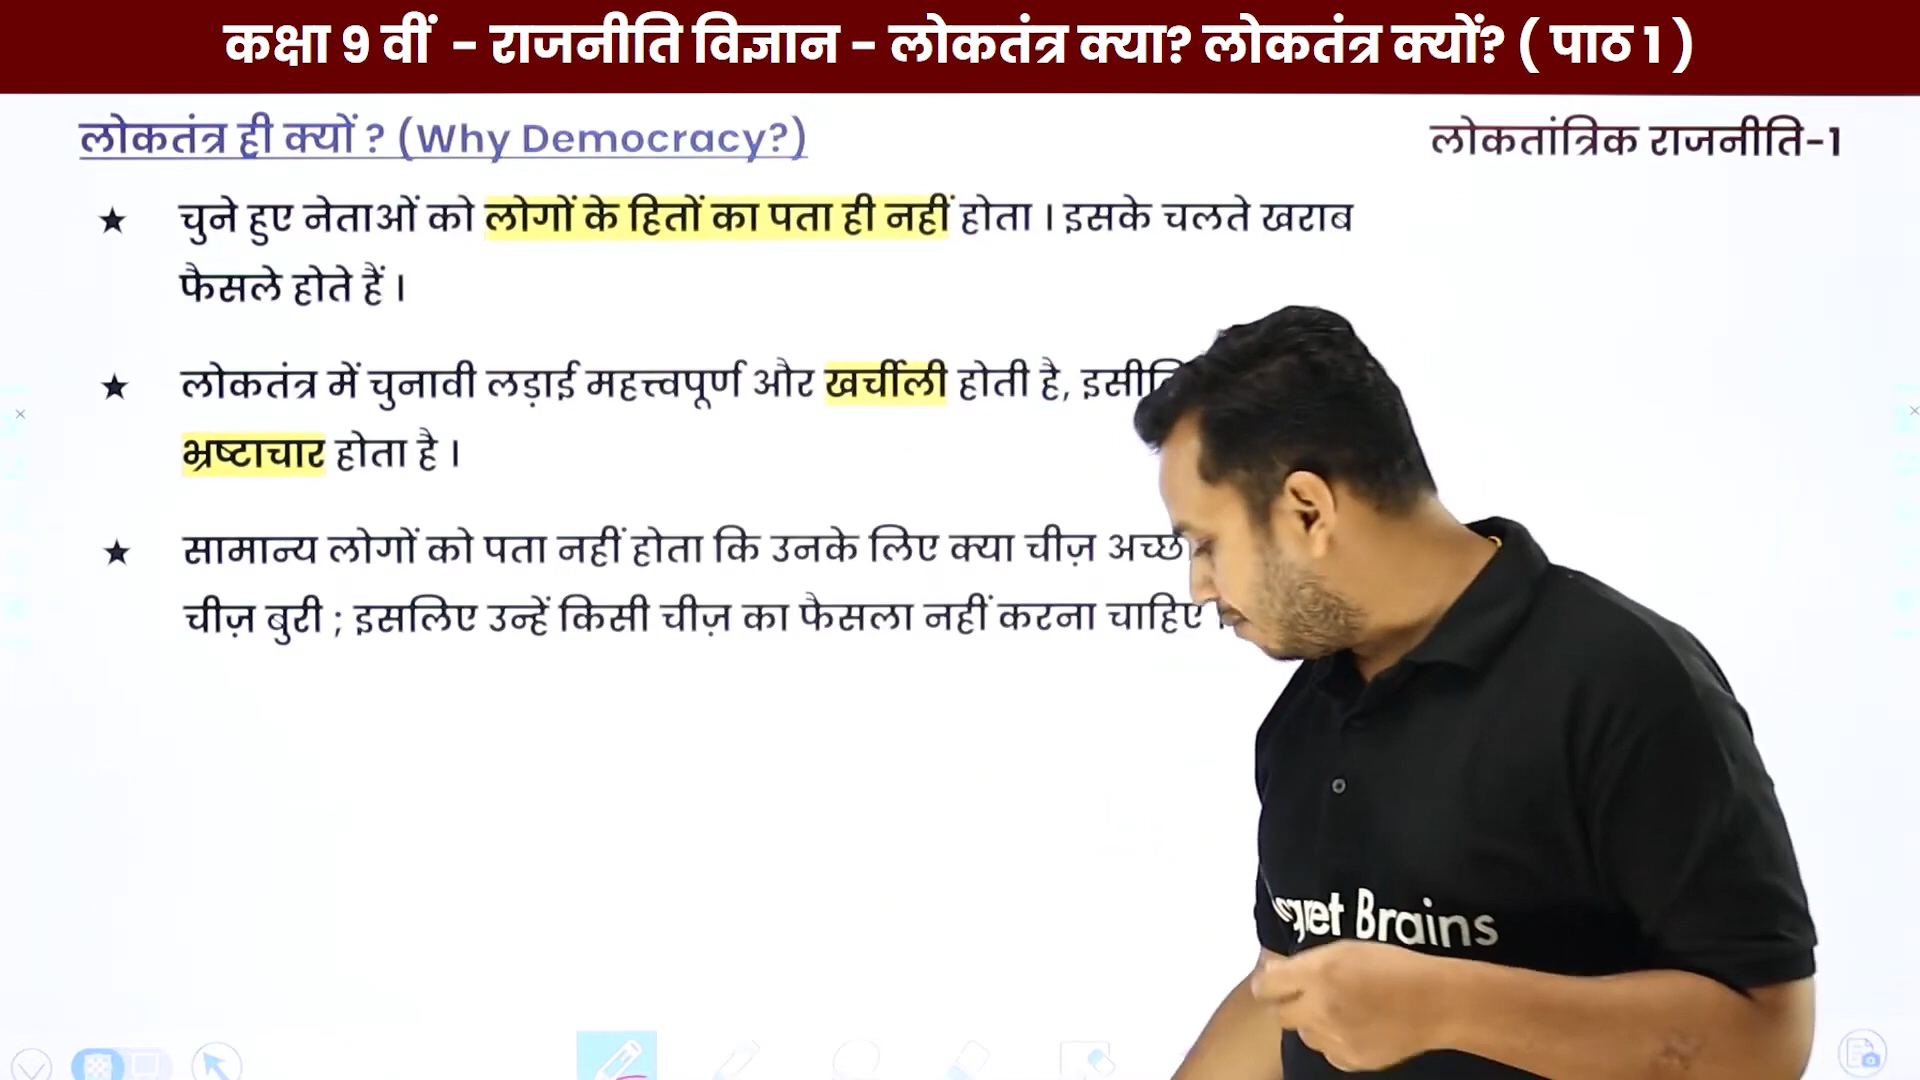 कक्षा 9 वीं - राजनीति विज्ञान - लोकतंत्र क्या? लोकतंत्र क्यों? ( पाठ 1 )
लोकतंत्र ही क्यों ? (Why Democracy?)
लोकतांत्रिक राजनीति-1
★ चुने हुए नेताओं को लोगों के हितों का पता ही नहीं होता । इसके चलते खराब
फैसले होते हैं ।
★ लोकतंत्र में चुनावी लड़ाई महत्त्वपूर्ण और खर्चीली होती है,
भ्रष्टाचार होता है ।
★ सामान्य लोगों को पता नहीं होता कि उनके लिए क्या चीज़
चीज़ बुरी ; इसलिए उन्हें किसी चीज़ का फैसला नहीं करना चाहिए
Brains